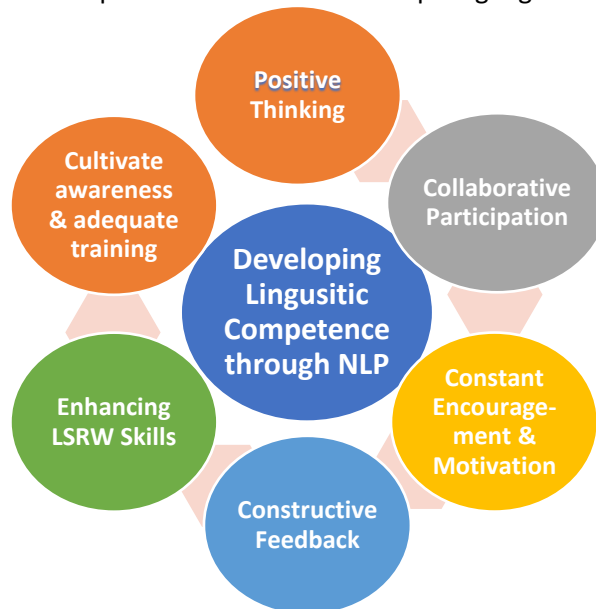 Positive
Thinking
Collaborative
Participation
Constant
Encourage-
ment &
Motivation
Constructive
Feedback
Enhancing
LSRW Skills
Cultivate
awareness
& adequate
training
Developing
Lingusitic
Competence
through NLP